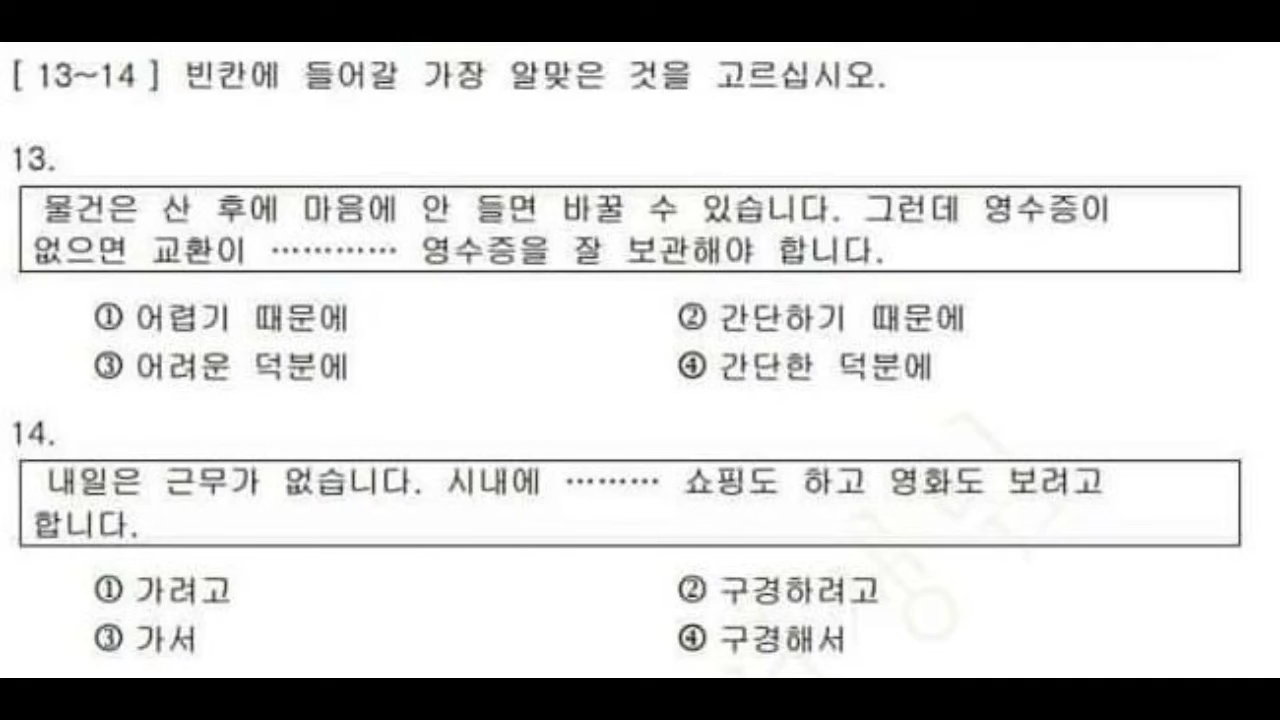 [ 13~14 ] 빈칸에 들어갈 가장 알맞은 것을 고르십시오.
13.
물건은 산 후에 마음에 안 들면 바꿀 수 있습니다. 그런데 영수증이
없으면 교환이 ………… 영수증을 잘 보관해야 합니다.
① 어렵기 때문에 ② 간단하기 때문에
③ 어려운 덕분에 ④ 간단한 덕분에
14.
내일은 근무가 없습니다. 시내에 ……… 쇼핑도 하고 영화도 보려고
합니다.
① 가려고 ② 구경하려고
③ 가서 ④ 구경해서